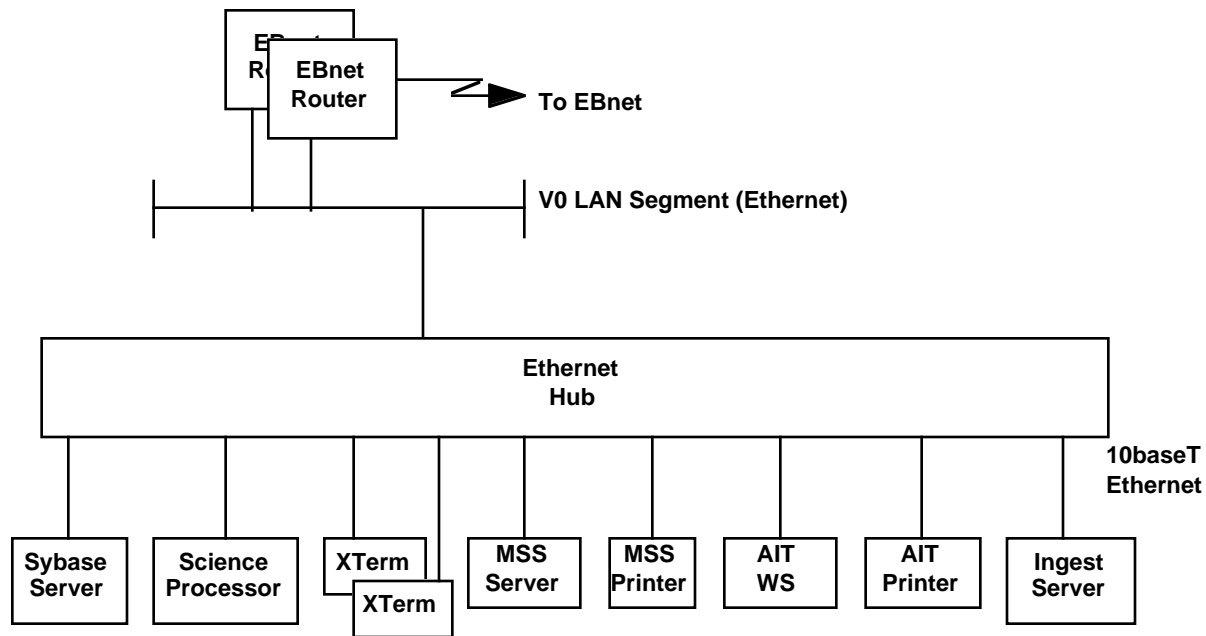 EBnet
Router
To EBnet
V0 LAN Segment (Ethernet)
Ethernet
Hub
10baseT
Ethernet
Sybase
Server
Science
Processor
XTerm
XTerm
MSS
Server
MSS
Printer
AIT
WS
AIT
Printer
Ingest
Server